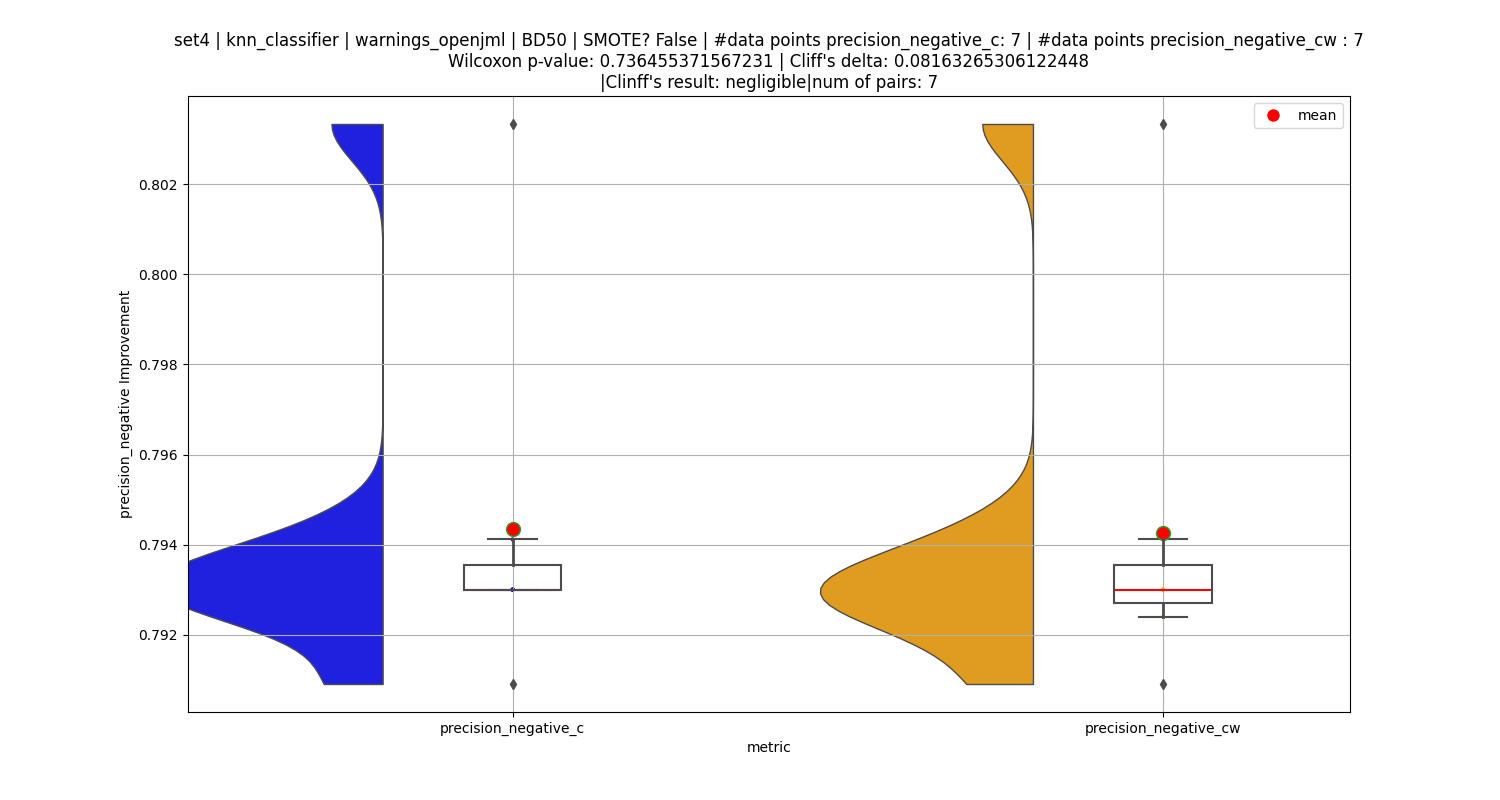 set4 | knn_classifier | warnings_openjml | BD50 | SMOTE? False | #data points precision_negative_c: 7 | #data points precision_negative_cw : 7
Wilcoxon p-value: 0.736455371567231 | Cliff's delta: 0.08163265306122448
|Clinff's result: negligible|num of pairs: 7
mean
0.802
0.800
0.798
0.796
0.794
0.792
precision_negative Improvement
precision_negative_c
precision_negative_cw
metric